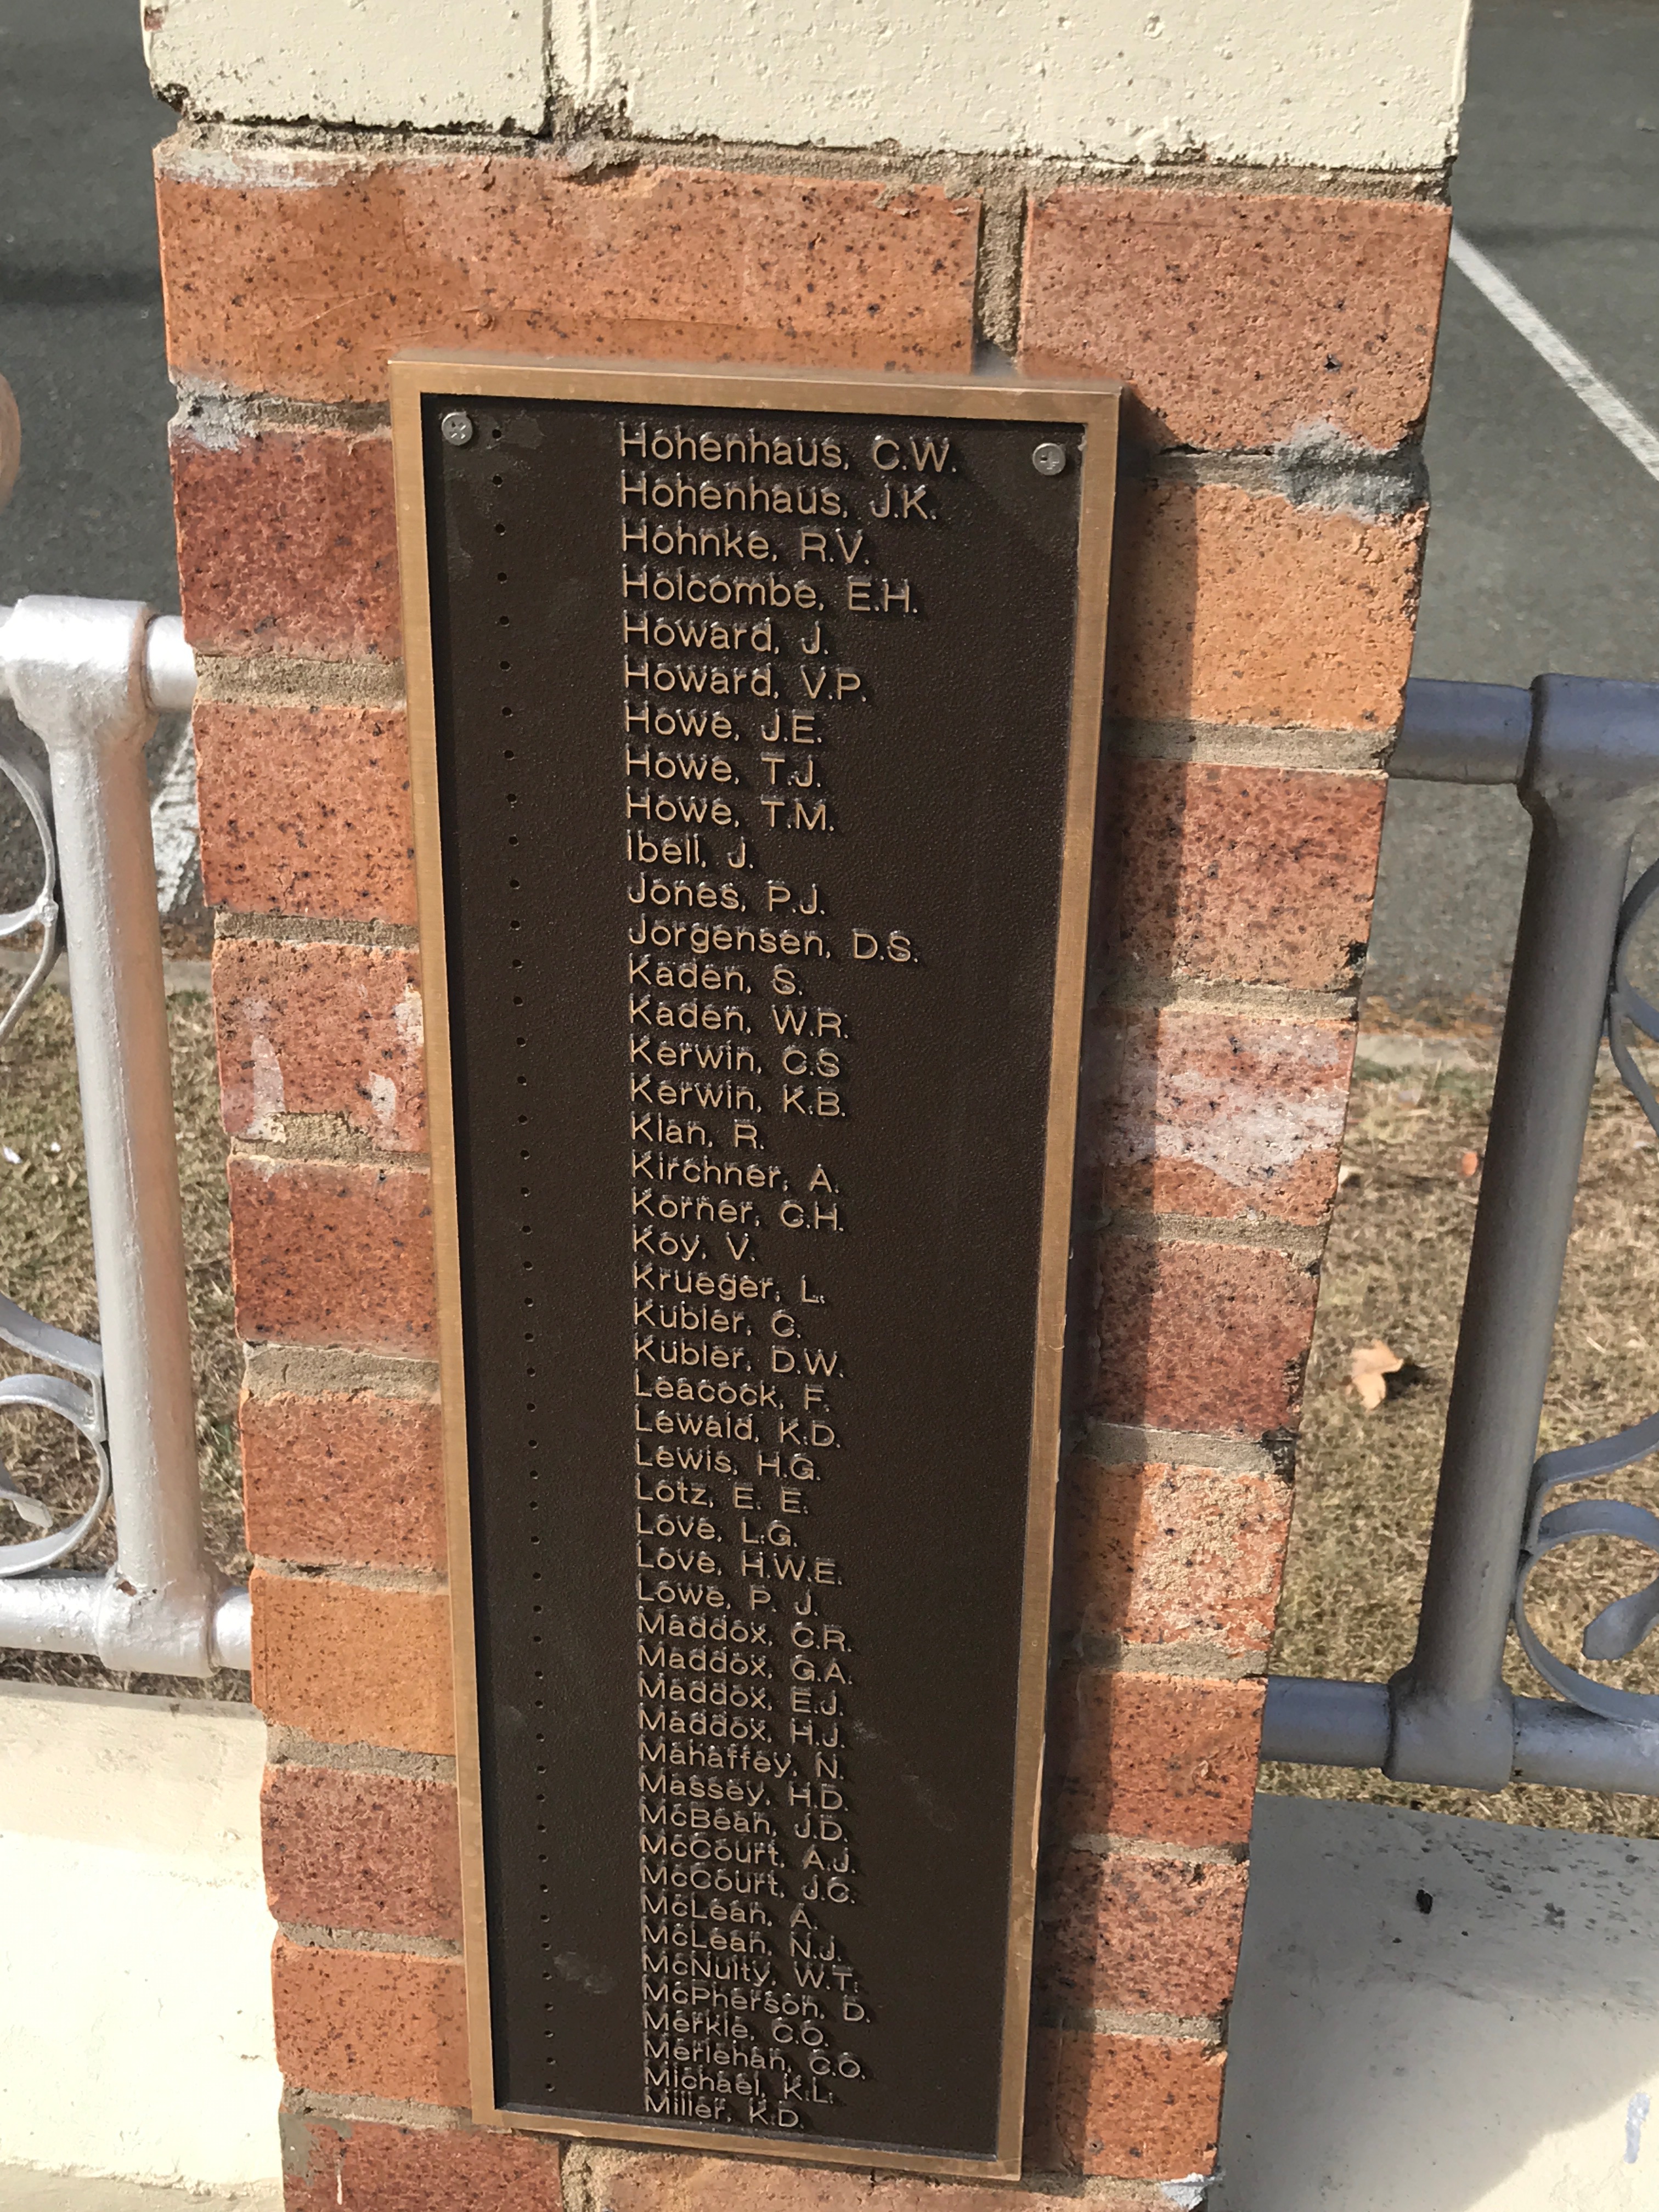 Hohenhaus, C.W.
Hohenhaus, J.K.
Hohnke, R.V.
Holcombe, E.H.
Howard, J.
Howard, V.P.
Howe, J.E.
Howe, T.J.
Howe, T.M.
Ibell, J.
Jones, P.J.
Jorgensen, D.S.
Kaden, S.
Kaden, W.R.
Kerwin, C.S
Kerwin, K.B.
Klan, R.
Kirchner, A.
Korner, C.H.
Koy, V.
Krueger, L.
Kubler, C.
Kubler, D.W.
Leacock, F.
Lewald, K.D.
Lewis, H.G.
Lotz, E. E.
Love, L.G.
Love, H.W.E.
Lowe, P. J.
Maddox, C.R.
Maddox, G.A.
Maddox, E.J.
Maddox, H.J.
Mahaffey, N.
Massey, H.D.
McBean, J.D.
McCourt, A.J.
McCourt, J.C.
McLean, A.
McLean, N.J.
McNulty, W.T.
McPherson, D.
Merkle, C.O.
Merlehan, C.O.
Michael, K.L.
Miller, K.D.